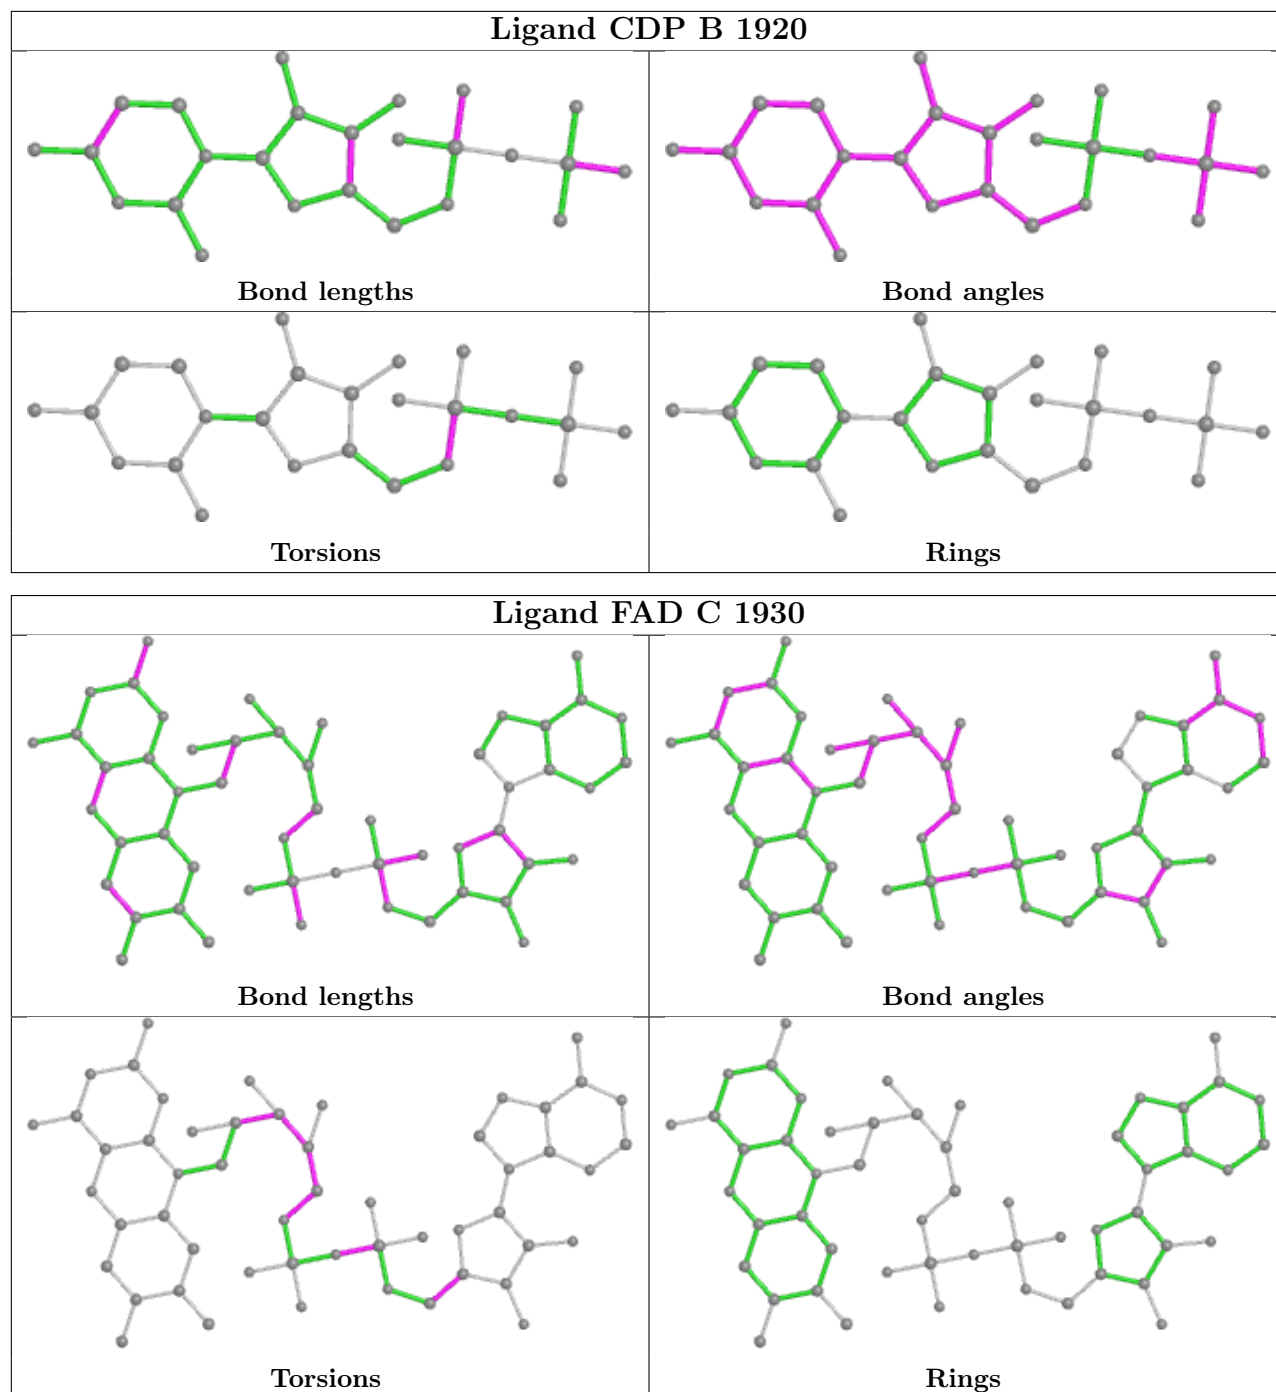 Ligand CDP B 1920
Bond lengths
Bond angles
Torsions
Rings
Ligand FAD C 1930
Bond lengths
Bond angles
Torsions
Rings